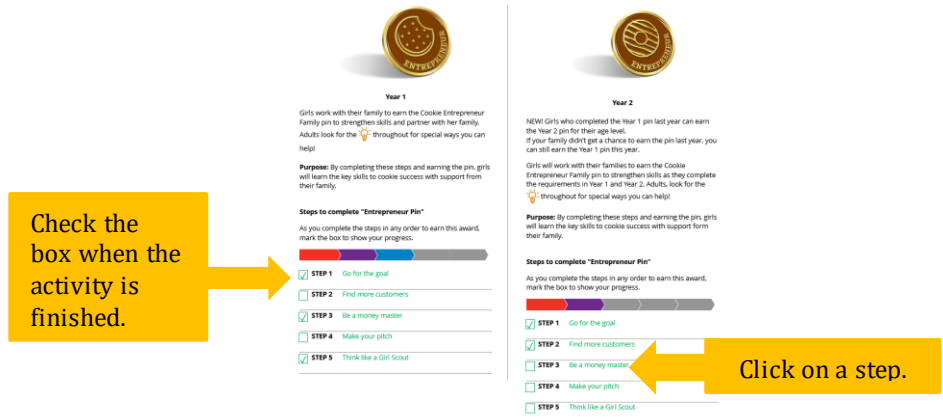 ENTREPRENEUR
Year 1
Girls work with their family to earn the Cookie Entrepreneur
Family pin to strengthen skills and partner with her family.
Adults look for the throughout for special ways you can
help!
Purpose: By completing these steps and earning the pin, girls
will learn the key skills to cookie success with support from
their family.
Steps to complete "Entrepreneur Pin"
As you complete the steps in any order to earn this award,
mark the box to show your progress.
STEP 1 Go for the goal
STEP 2 Find more customers
STEP 3 Be a money master
STEP 4 Make your pitch
STEP 5 Think like a Girl Scout
ENTREPRENEUR
Year 2
NEW! Girls who completed the Year 1 pin last year can earn
the Year 2 pin for their age level.
If your family didn't get a chance to earn the pin last year, you
can still earn the Year 1 pin this year.
Girls will work with their families to earn the Cookie
Entrepreneur Family pin to strengthen skills as they complete
the requirements in Year 1 and Year 2. Adults, look for the
throughout for special ways you can help!
Purpose: By completing these steps and earning the pin, girls
will learn the key skills to cookie success with support form
their family.
Steps to complete "Entrepreneur Pin"
As you complete the steps in any order to earn this award,
mark the box to show your progress.
STEP 1 Go for the goal
STEP 2 Find more customers
STEP 3 Be a money master
STEP 4 Make your pitch
STEP 5 Think like a Girl Scout
Check the
box when the
activity is
finished.
Click on a step.